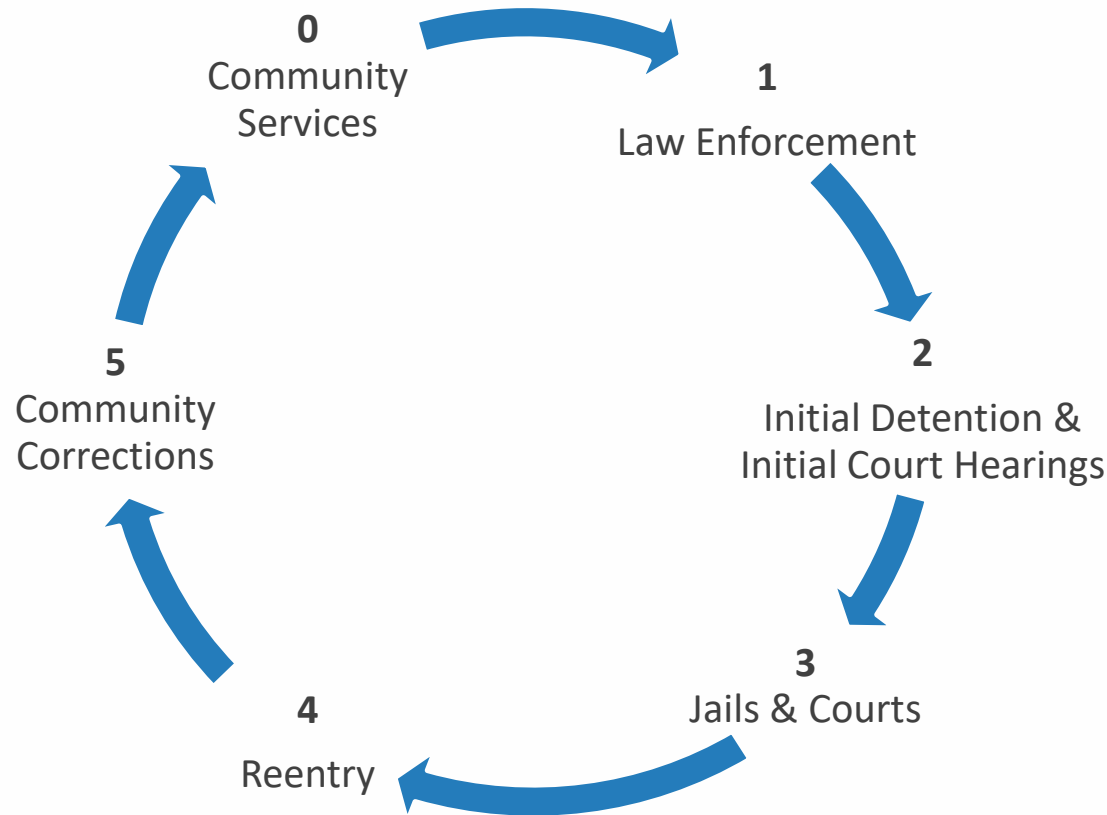 0
Community
Services
1
Law Enforcement
2
Initial Detention &
Initial Court Hearings
3
Jails & Courts
4
Reentry
5
Community
Corrections